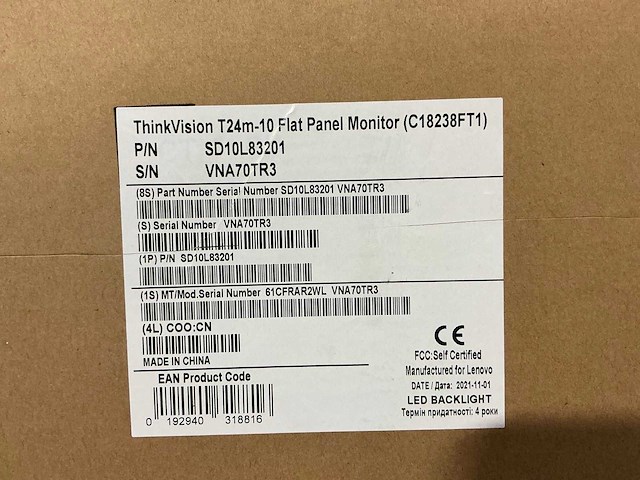 ThinkVision T24m-10 Flat Panel Monitor (C18238FT1)
P/N SD10L83201
S/N VNA70TR3
(8S) Part Number Serial Number SD10L83201 VNA70TR3
(S) Serial Number VNA70TR3
(1P) P/N SD10L83201
(1S) MT/Mod.Serial Number 61CFRAR2WL VNA70TR3
(4L) COO:CN
MADE IN CHINA
CE
FCC:Self Certified
Manufactured for Lenovo
DATE / Дата: 2021-11-01
LED BACKLIGHT
Термін придатності: 4 роки
EAN Product Code
0 192940 318816